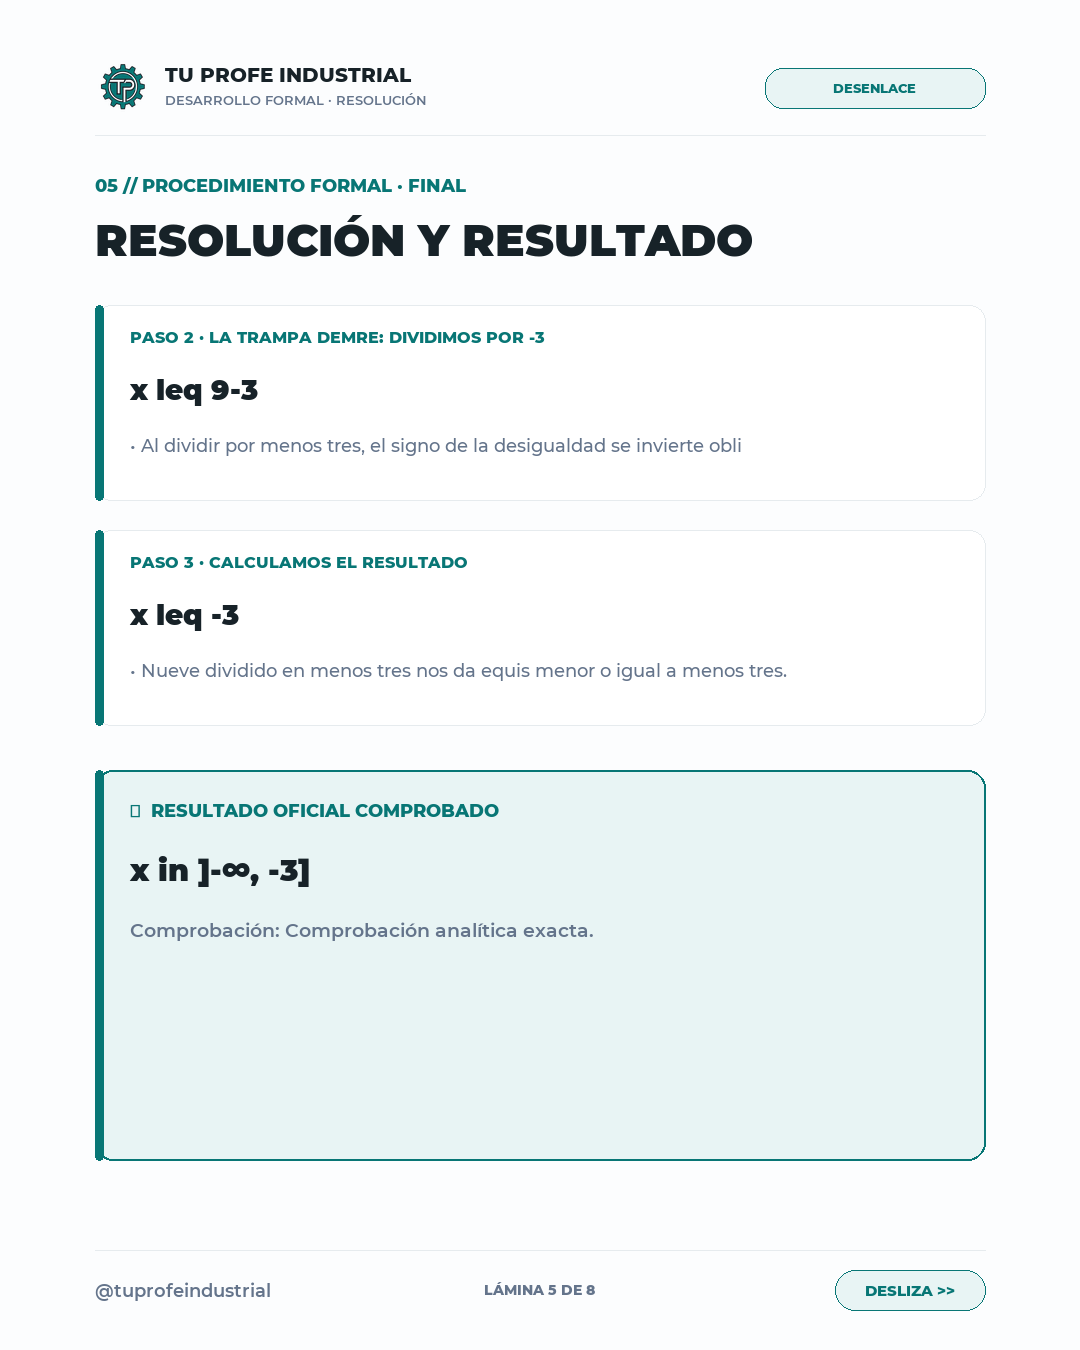 TP
TU PROFE INDUSTRIAL
DESARROLLO FORMAL · RESOLUCIÓN
DESENLACE
05 // PROCEDIMIENTO FORMAL · FINAL
RESOLUCIÓN Y RESULTADO
PASO 2 · LA TRAMPA DEMRE: DIVIDIMOS POR -3
x leq 9-3
· Al dividir por menos tres, el signo de la desigualdad se invierte obli
PASO 3 · CALCULAMOS EL RESULTADO
x leq -3
· Nueve dividido en menos tres nos da equis menor o igual a menos tres.
RESULTADO OFICIAL COMPROBADO
x in ]-∞, -3]
Comprobación: Comprobación analítica exacta.
@tuprofeindustrial
LÁMINA 5 DE 8
DESLIZA >>